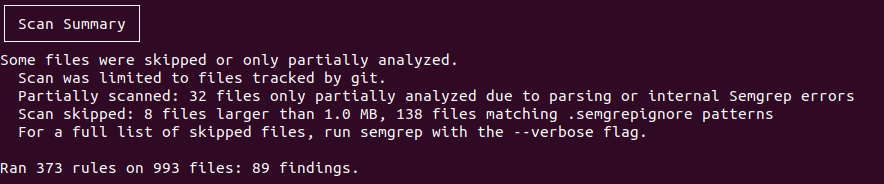 Scan Summary
Some files were skipped or only partially analyzed.
Scan was limited to files tracked by git.
Partially scanned: 32 files only partially analyzed due to parsing or internal Semgrep errors
Scan skipped: 8 files larger than 1.0 MB, 138 files matching .semgrepignore patterns
For a full list of skipped files, run semgrep with the --verbose flag.
Ran 373 rules on 993 files: 89 findings.